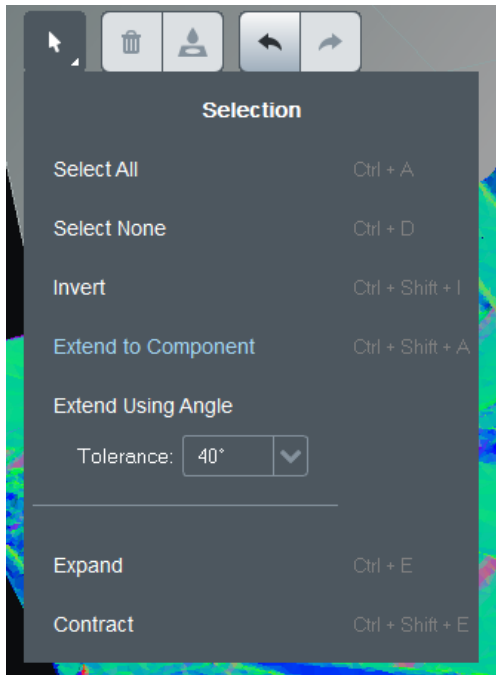 Selection
Select All Ctrl + A
Select None Ctrl + D
Invert Ctrl + Shift + I
Extend to Component Ctrl + Shift + A
Extend Using Angle
Tolerance: 40°
Expand Ctrl + E
Contract Ctrl + Shift + E